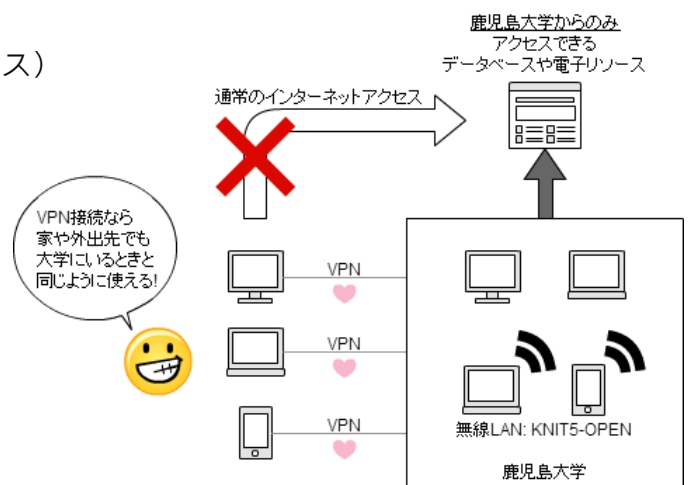 ス）
鹿児島大学からのみ
アクセスできる
データベースや電子リソース
通常のインターネットアクセス
VPN接続なら
家や外出先でも
大学にいるときと
同じように使える!
VPN
VPN
VPN
無線LAN: KNIT5-OPEN
鹿児島大学